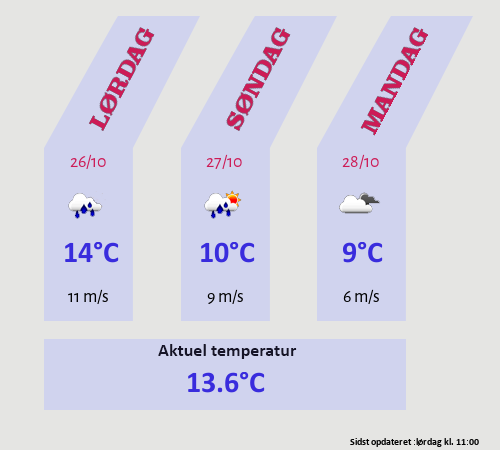 LØRDAG
SØNDAG
MANDAG
26/10
27/10
28/10
14°C
10°C
9°C
11 m/s
9 m/s
6 m/s
Aktuel temperatur
13.6°C
Sidst opdateret :lørdag kl. 11:00